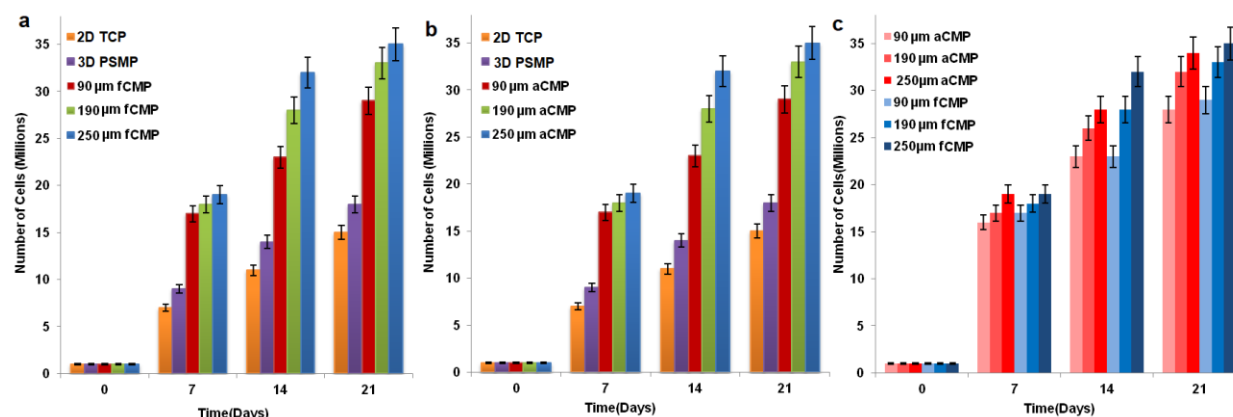 a
2D TCP
3D PSMP
90 µm fCMP
190 µm fCMP
250 µm fCMP
Number of Cells (Millions)
35
30
25
20
15
10
5
0
0 7 14 21
Time(Days)
b
2D TCP
3D PSMP
90 µm aCMP
190 µm aCMP
250 µm aCMP
Number of Cells (Millions)
35
30
25
20
15
10
5
0
0 7 14 21
Time(Days)
c
90 µm aCMP
190 µm aCMP
250µm aCMP
90 µm fCMP
190 µm fCMP
250µm fCMP
Number of Cells(Millions)
35
30
25
20
15
10
5
0
0 7 14 21
Time(Days)